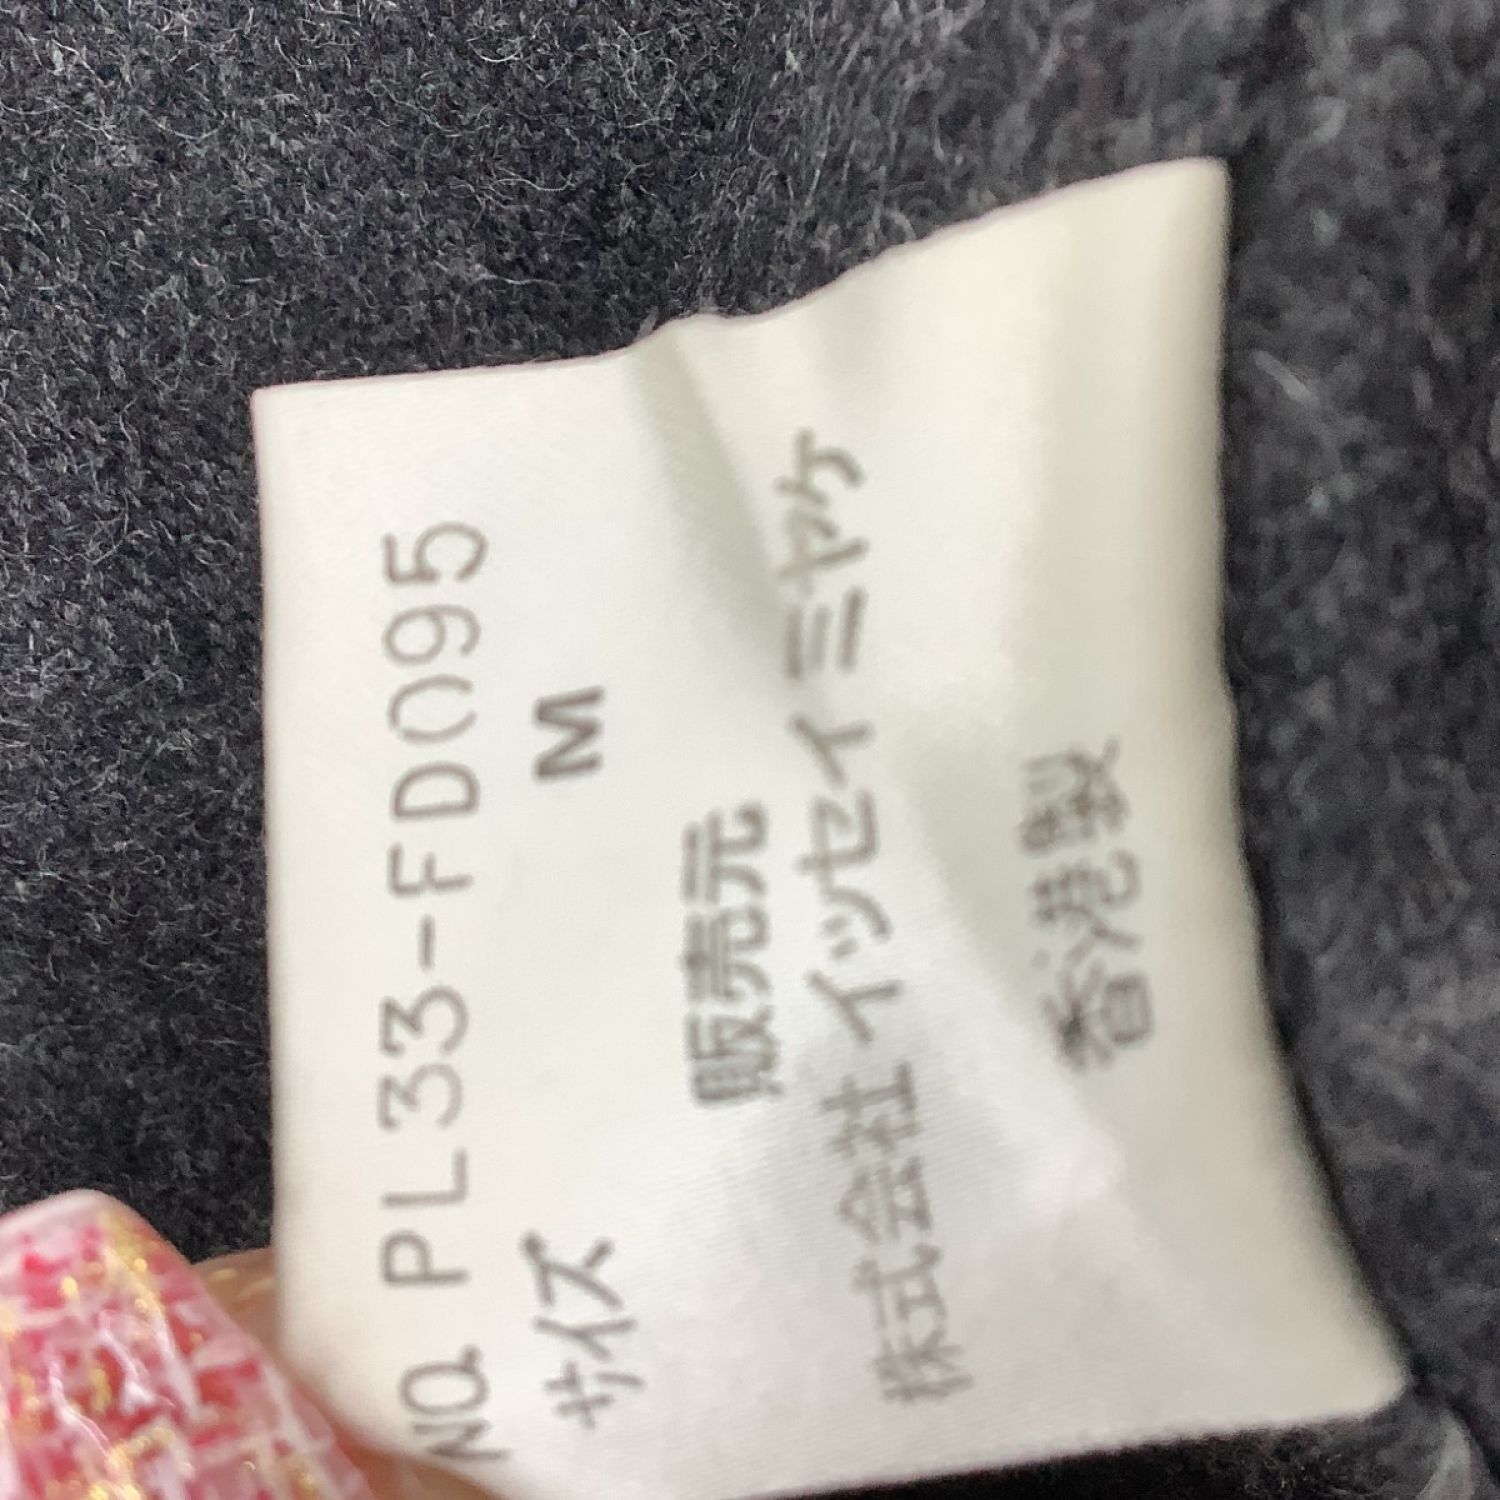 NO. PL33-FD095
サイズ M
販売元
株式会社 イッセイ ミヤケ
香港製